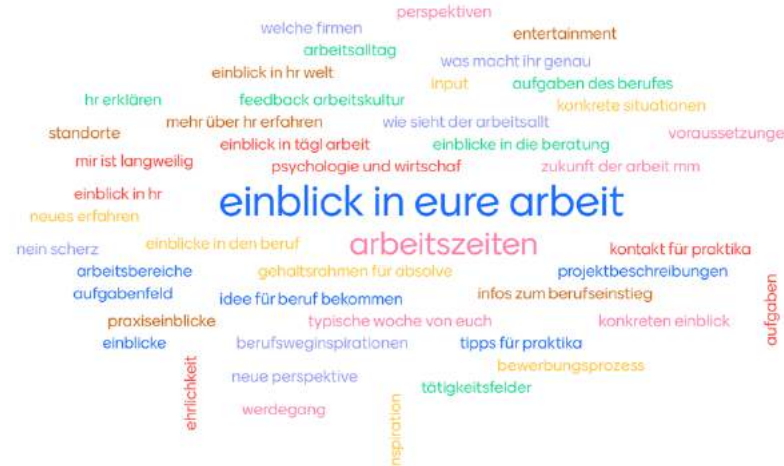 perspektiven
welche firmen
entertainment
arbeitsalltag
was macht ihr genau
einblick in hr welt
input
aufgaben des berufes
hr erklären
feedback arbeitskultur
konkrete situationen
mehr über hr erfahren
wie sieht der arbeitsallt
standorte
voraussetzunge
einblick in tägl arbeit
einblicke in die beratung
mir ist langweilig
psychologie und wirtschaf
zukunft der arbeit mm
einblick in hr
einblick in eure arbeit
neues erfahren
nein scherz
einblicke in den beruf
arbeitszeiten
kontakt für praktika
arbeitsbereiche
gehaltsrahmen für absolve
projektbeschreibungen
aufgabenfeld
idee für beruf bekommen
infos zum berufseinstieg
aufgaben
praxiseinblicke
typische woche von euch
konkreten einblick
einblicke
berufsweginspirationen
tipps für praktika
bewerbungsprozess
ehrlichkeit
neue perspektive
tätigkeitsfelder
werdegang
nspiration